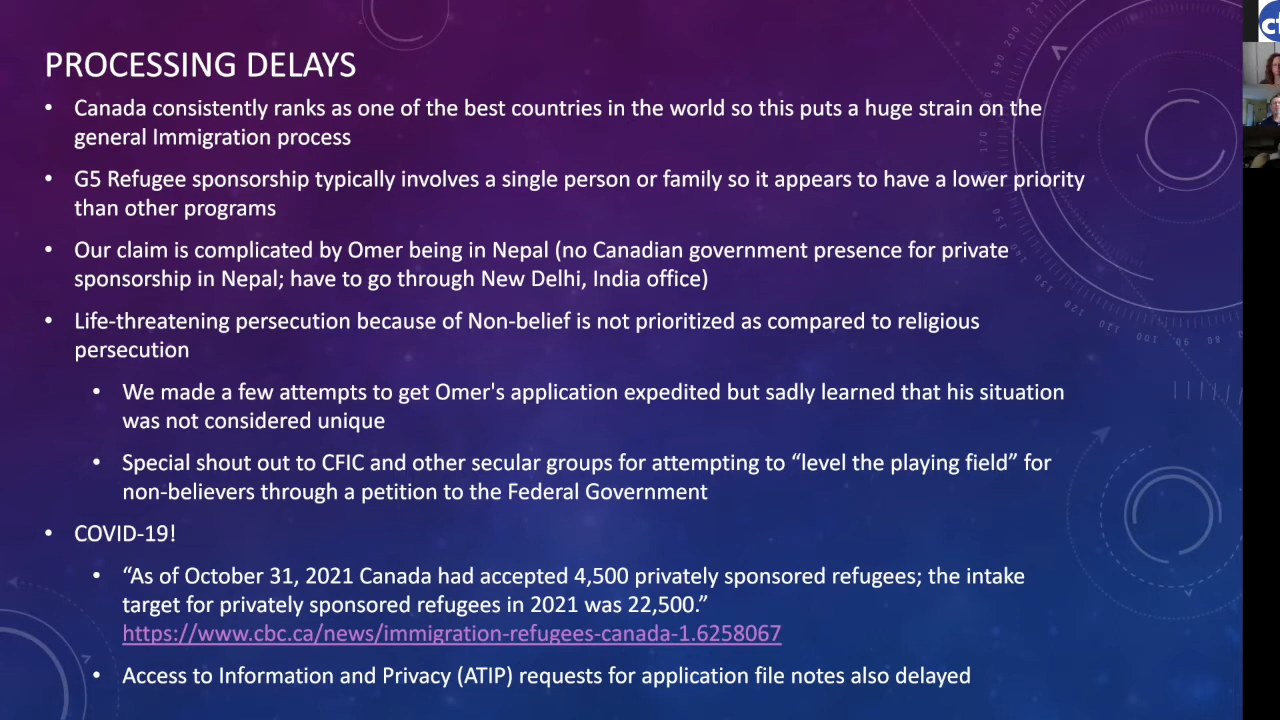 PROCESSING DELAYS
• Canada consistently ranks as one of the best countries in the world so this puts a huge strain on the
general Immigration process
• G5 Refugee sponsorship typically involves a single person or family so it appears to have a lower priority
than other programs
• Our claim is complicated by Omer being in Nepal (no Canadian government presence for private
sponsorship in Nepal; have to go through New Delhi, India office)
• Life-threatening persecution because of Non-belief is not prioritized as compared to religious
persecution
• We made a few attempts to get Omer's application expedited but sadly learned that his situation
was not considered unique
• Special shout out to CFIC and other secular groups for attempting to “level the playing field” for
non-believers through a petition to the Federal Government
• COVID-19!
• “As of October 31, 2021 Canada had accepted 4,500 privately sponsored refugees; the intake
target for privately sponsored refugees in 2021 was 22,500.”
https://www.cbc.ca/news/immigration-refugees-canada-1.6258067
• Access to Information and Privacy (ATIP) requests for application file notes also delayed